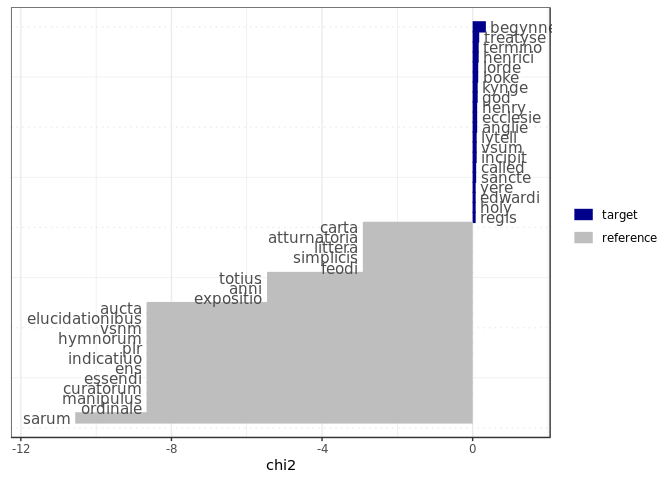 begynne
treatyse
termino
henrici
lorde
boke
kynge
god
henry
ecclesie
anglie
lytell
vsum
incipit
called
sancte
yere
edwardi
holy
regis
carta
atturnatoria
littera
simplicis
feodi
totius
anni
expositio
aucta
elucidationibus
vsnm
hymnorum
plr
indicatiuo
ens
essendi
curatorum
manipulus
ordinale
sarum
target
reference
-12 -8 -4 0
chi2